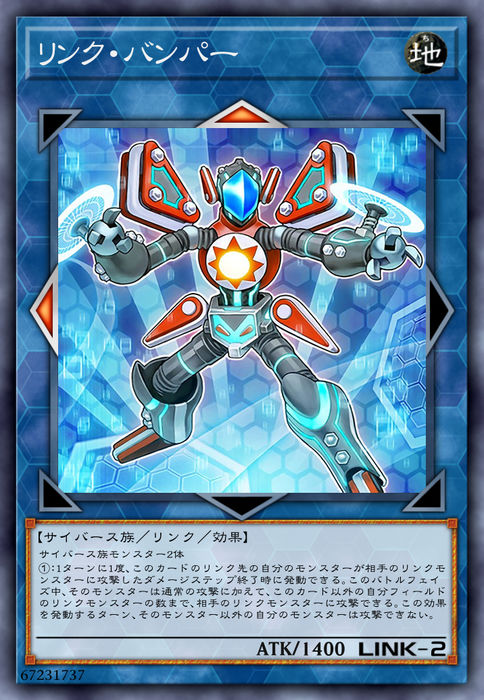 リンク・バンパー
ち
地
【サイバース族／リンク／効果】
サイバース族モンスター2体
①:1ターンに1度、このカードのリンク先の自分のモンスターが相手のリンクモ
ンスターに攻撃したダメージステップ終了時に発動できる。このバトルフェイ
ズ中、そのモンスターは通常の攻撃に加えて、このカード以外の自分フィールド
のリンクモンスターの数まで、相手のリンクモンスターに攻撃できる。この効果
を発動するターン、そのモンスター以外の自分のモンスターは攻撃できない。
ATK/1400 LINK-2
67231737